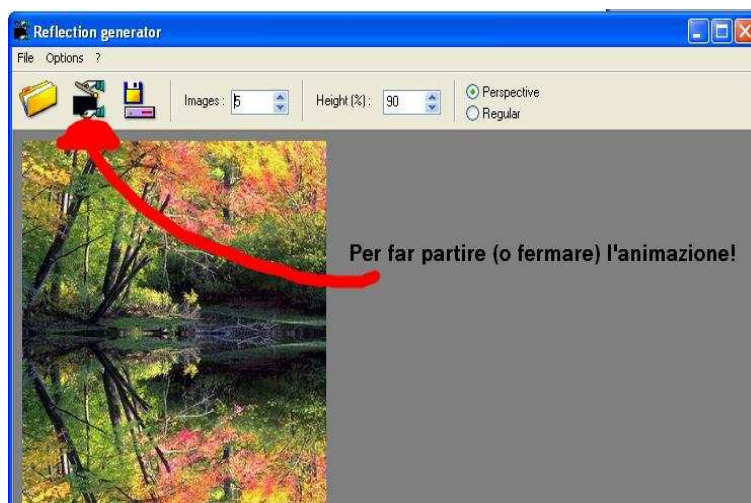 Reflection generator
File Options ?
Images : 5 Height (%) : 90 Perspective
Regular
Per far partire (o fermare) l'animazione!